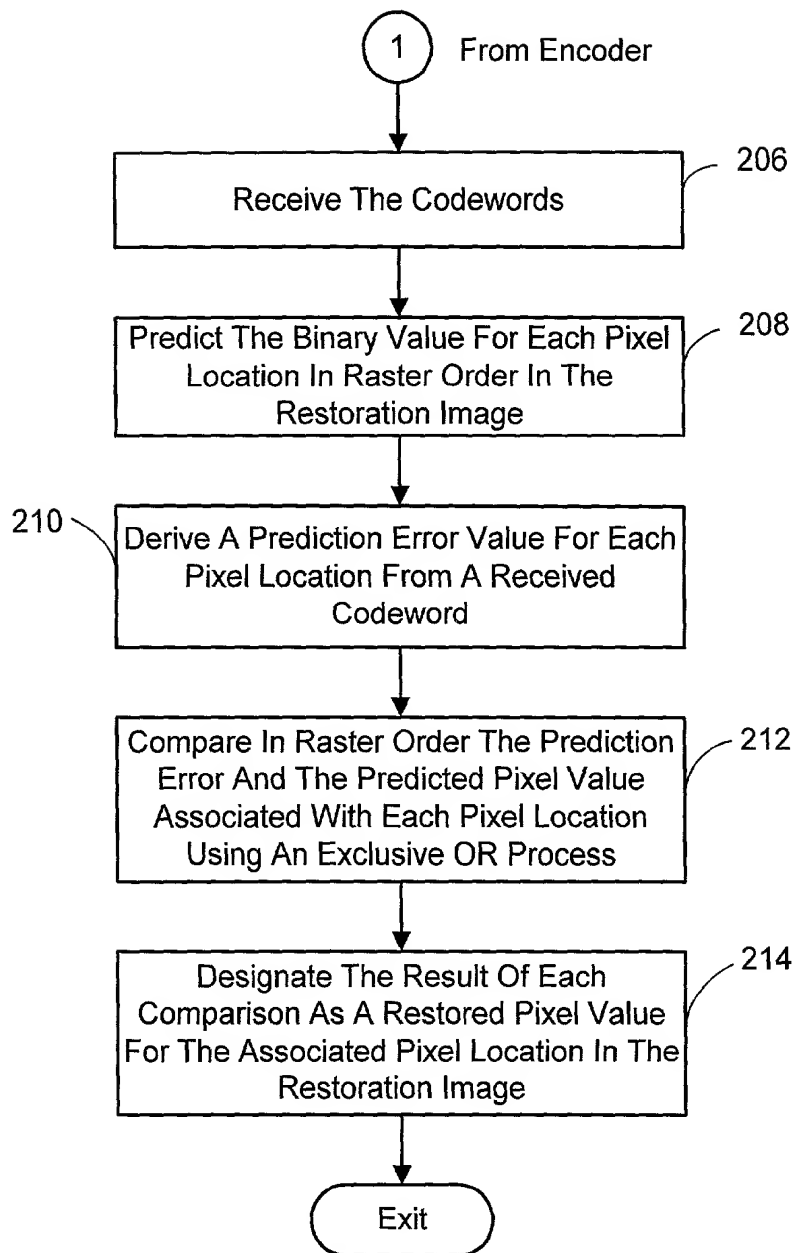 1 From Encoder
206
Receive The Codewords
208
Predict The Binary Value For Each Pixel
Location In Raster Order In The
Restoration Image
210
Derive A Prediction Error Value For Each
Pixel Location From A Received
Codeword
212
Compare In Raster Order The Prediction
Error And The Predicted Pixel Value
Associated With Each Pixel Location
Using An Exclusive OR Process
214
Designate The Result Of Each
Comparison As A Restored Pixel Value
For The Associated Pixel Location In The
Restoration Image
Exit